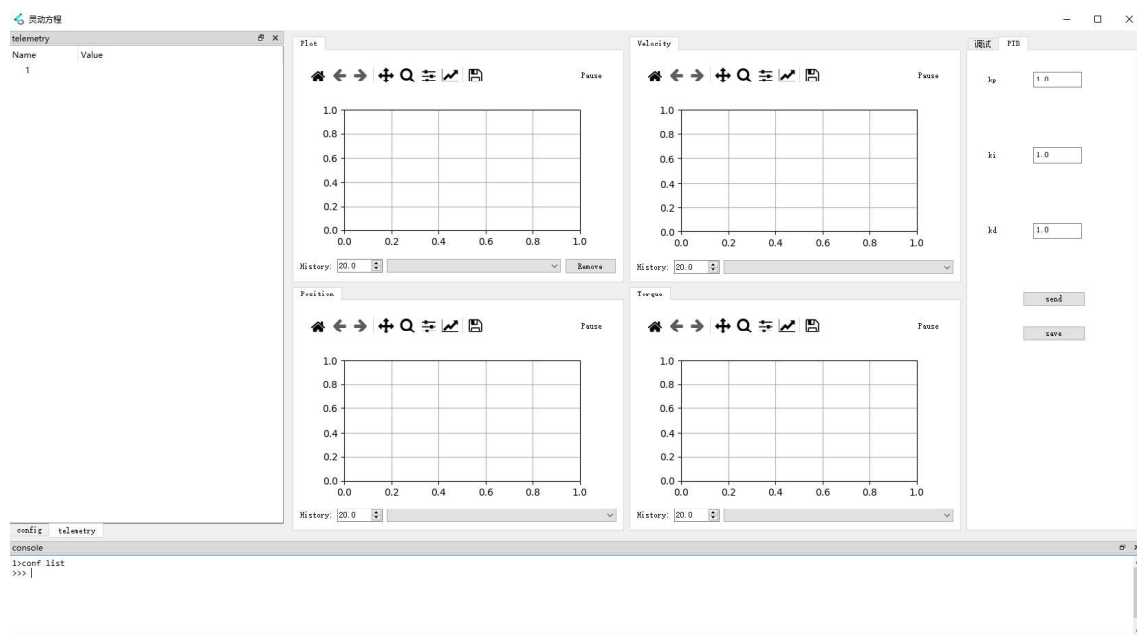 灵动方程
telemetry
Name Value
1
config telemetry
Plot
Pause
1.0
0.8
0.6
0.4
0.2
0.0
0.0 0.2 0.4 0.6 0.8 1.0
History: 20.0 Remove
Velocity
Pause
1.0
0.8
0.6
0.4
0.2
0.0
0.0 0.2 0.4 0.6 0.8 1.0
History: 20.0
Position
Pause
1.0
0.8
0.6
0.4
0.2
0.0
0.0 0.2 0.4 0.6 0.8 1.0
History: 20.0
Torque
Pause
1.0
0.8
0.6
0.4
0.2
0.0
0.0 0.2 0.4 0.6 0.8 1.0
History: 20.0
调试 PID
kp 1.0
ki 1.0
kd 1.0
send
save
console
1>conf list
>>>